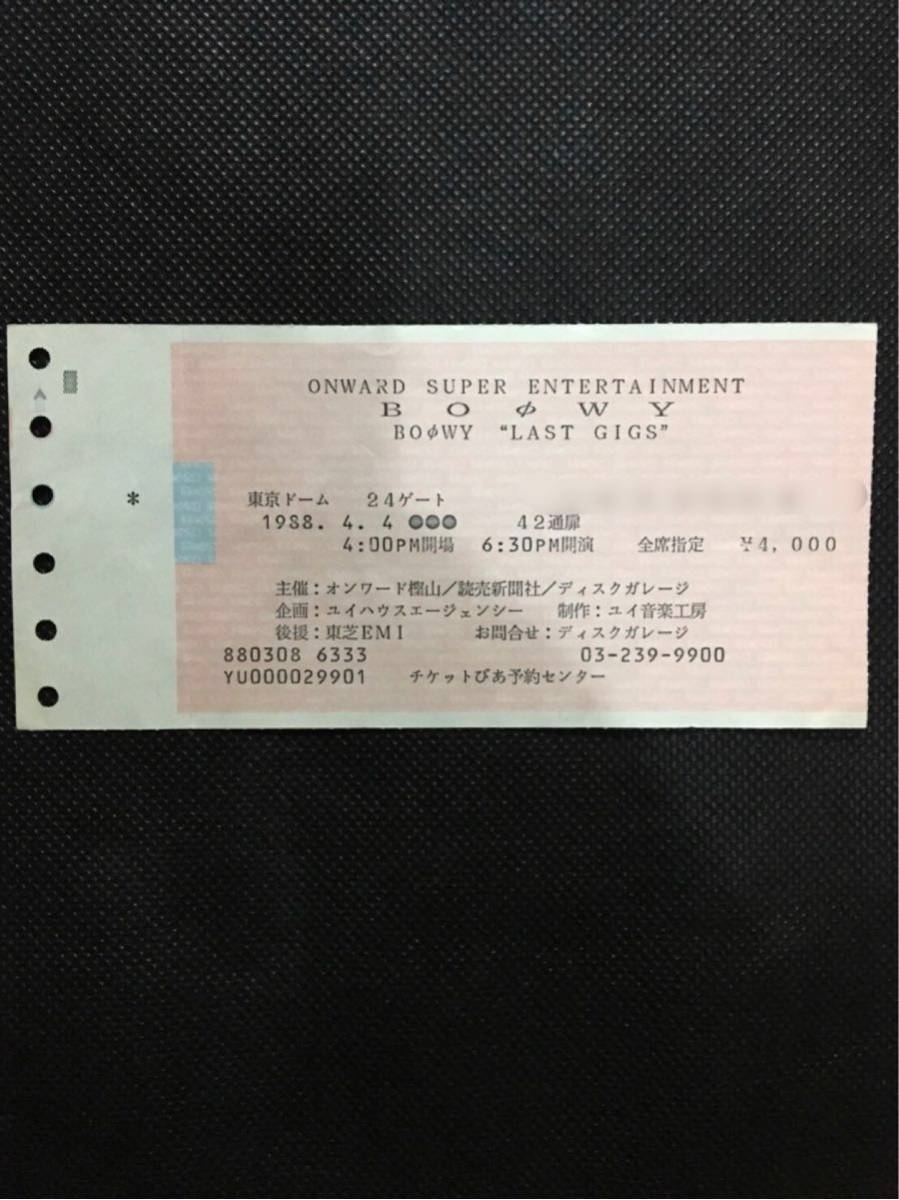 ONWARD SUPER ENTERTAINMENT
BOφWY
BOφWY “LAST GIGS”
* 東京ドーム 24ゲート
1988. 4. 4 ●●● 42通扉
4:00PM開場 6:30PM開演 全席指定 ¥4,000
主催：オンワード樫山／読売新聞社／ディスクガレージ
企画：ユイハウスエージェンシー 制作：ユイ音楽工房
後援：東芝EMI お問合せ：ディスクガレージ
880308 6333 03-239-9900
YU000029901 チケットぴあ予約センター